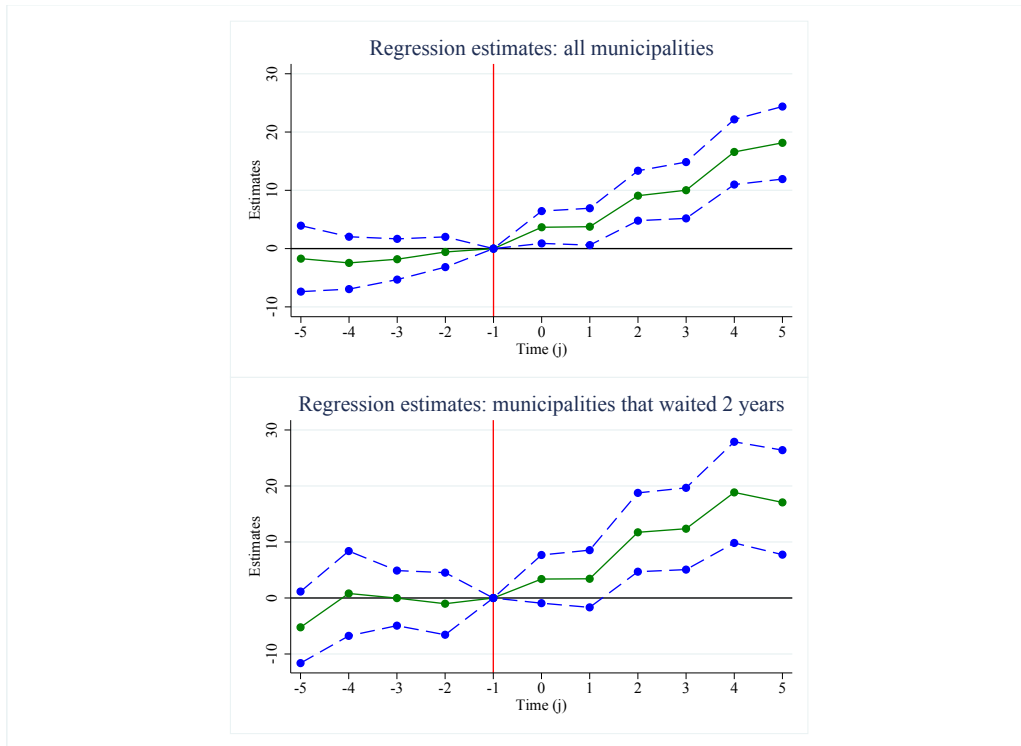 Regression estimates: all municipalities
30
20
10
0
-10
Estimates
-5 -4 -3 -2 -1 0 1 2 3 4 5
Time (j)
Regression estimates: municipalities that waited 2 years
30
20
10
0
-10
Estimates
-5 -4 -3 -2 -1 0 1 2 3 4 5
Time (j)